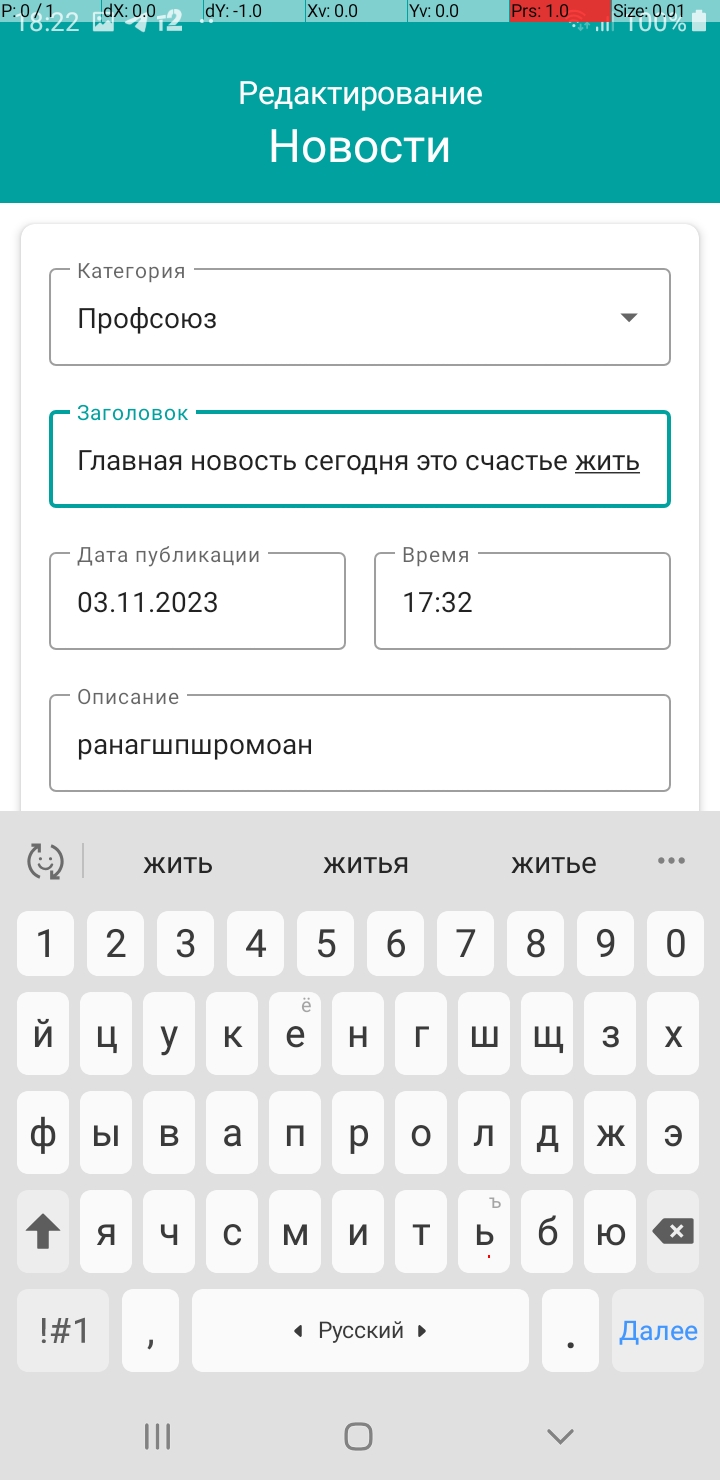 P: 0 / 1 dX: 0.0 dY: -1.0 Xv: 0.0 Yv: 0.0 Prs: 1.0 Size: 0.01
18:22 т2 100%
Редактирование
Новости
Категория
Профсоюз
Заголовок
Главная новость сегодня это счастье жить
Дата публикации Время
03.11.2023 17:32
Описание
ранагшпшромоан
жить житья житье
1 2 3 4 5 6 7 8 9 0
ё
й ц у к е н г ш щ з х
ф ы в а п р о л д ж э
ъ
я ч с м и т ь б ю
!#1 , Русский . Далее